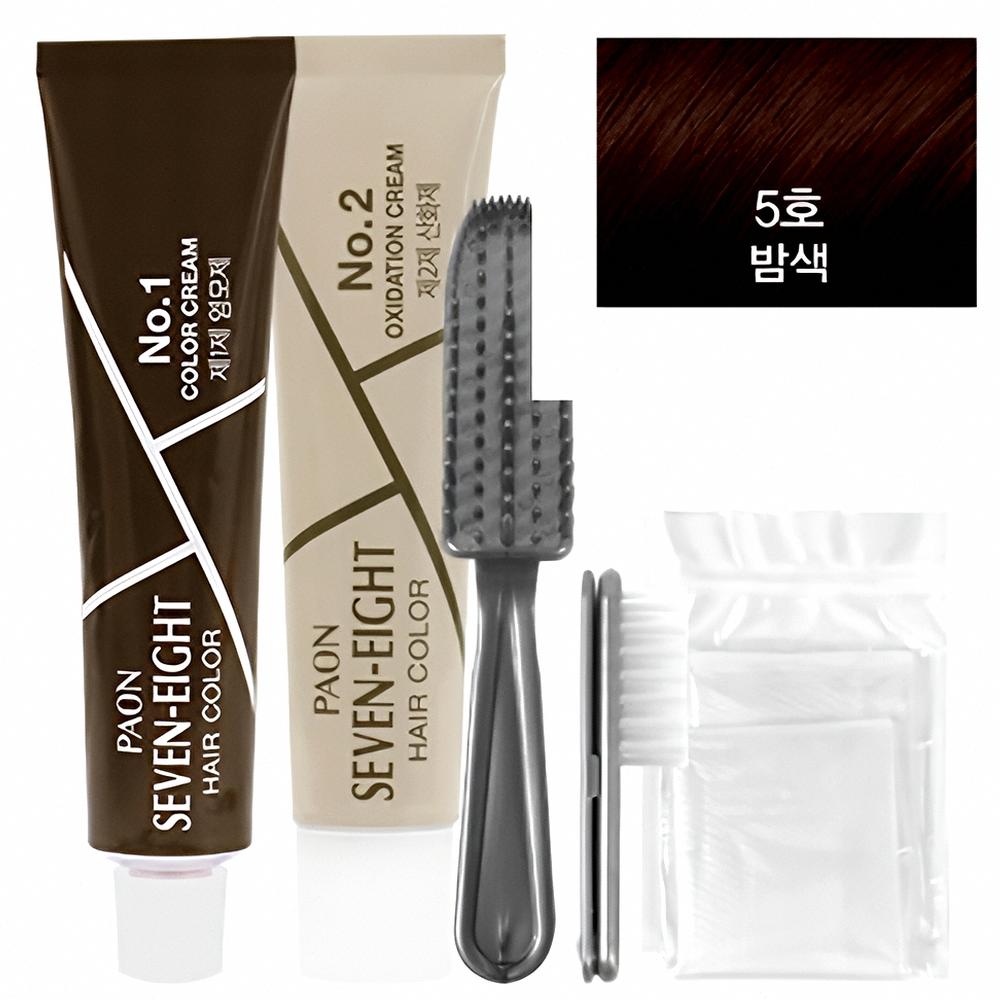 No.1
COLOR CREAM
제1제 염모제
PAON
SEVEN-EIGHT
HAIR COLOR
No.2
OXIDATION CREAM
제2제 산화제
PAON
SEVEN-EIGHT
HAIR COLOR
5호
밤색